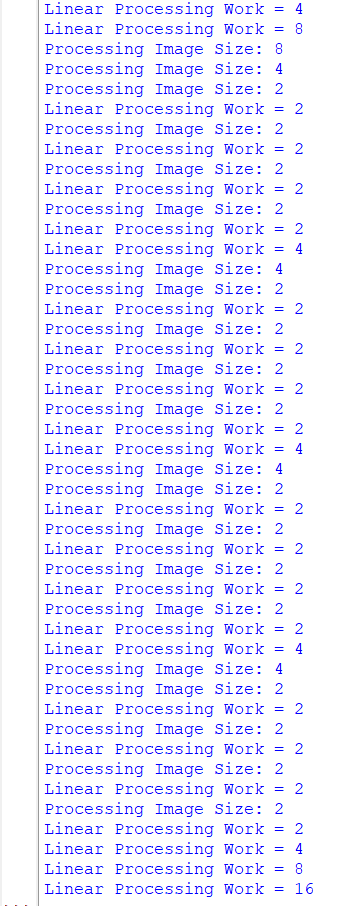 Linear Processing Work = 4
Linear Processing Work = 8
Processing Image Size: 8
Processing Image Size: 4
Processing Image Size: 2
Linear Processing Work = 2
Processing Image Size: 2
Linear Processing Work = 2
Processing Image Size: 2
Linear Processing Work = 2
Processing Image Size: 2
Linear Processing Work = 2
Linear Processing Work = 4
Processing Image Size: 4
Processing Image Size: 2
Linear Processing Work = 2
Processing Image Size: 2
Linear Processing Work = 2
Processing Image Size: 2
Linear Processing Work = 2
Processing Image Size: 2
Linear Processing Work = 2
Linear Processing Work = 4
Processing Image Size: 4
Processing Image Size: 2
Linear Processing Work = 2
Processing Image Size: 2
Linear Processing Work = 2
Processing Image Size: 2
Linear Processing Work = 2
Processing Image Size: 2
Linear Processing Work = 2
Linear Processing Work = 4
Processing Image Size: 4
Processing Image Size: 2
Linear Processing Work = 2
Processing Image Size: 2
Linear Processing Work = 2
Processing Image Size: 2
Linear Processing Work = 2
Processing Image Size: 2
Linear Processing Work = 2
Linear Processing Work = 4
Linear Processing Work = 8
Linear Processing Work = 16